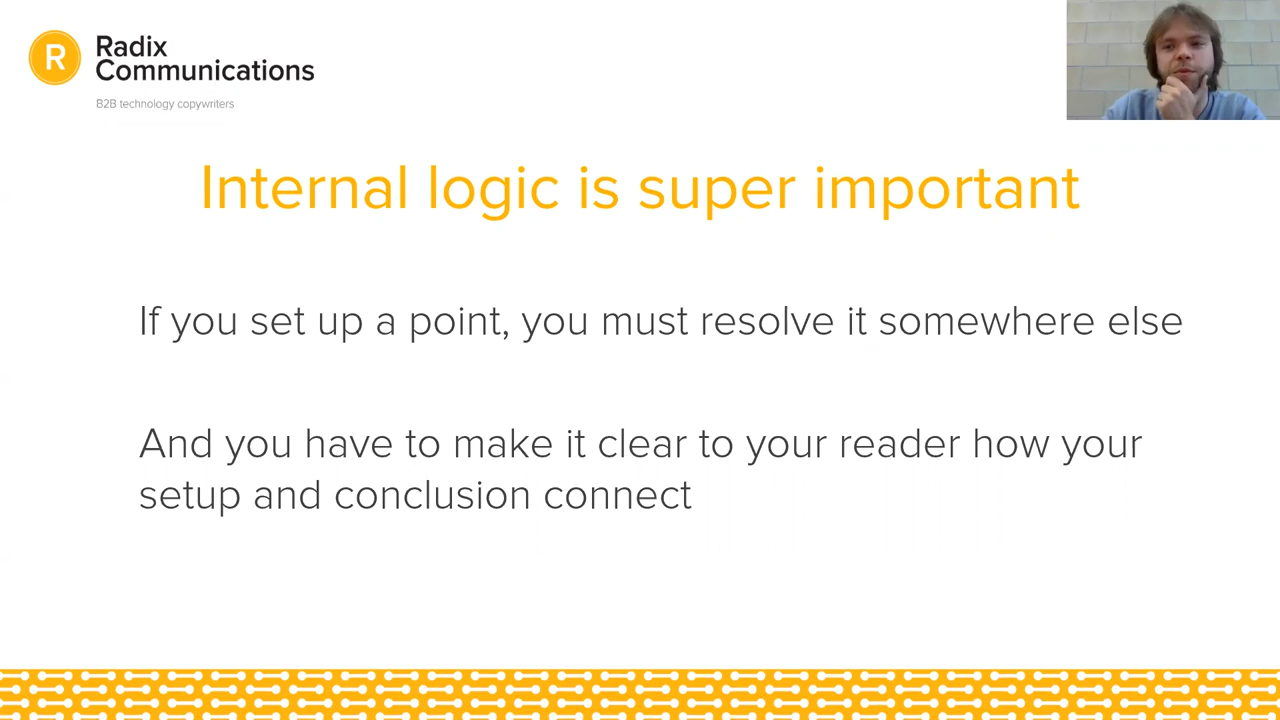 R
Radix
Communications
B2B technology copywriters
Internal logic is super important
If you set up a point, you must resolve it somewhere else
And you have to make it clear to your reader how your
setup and conclusion connect